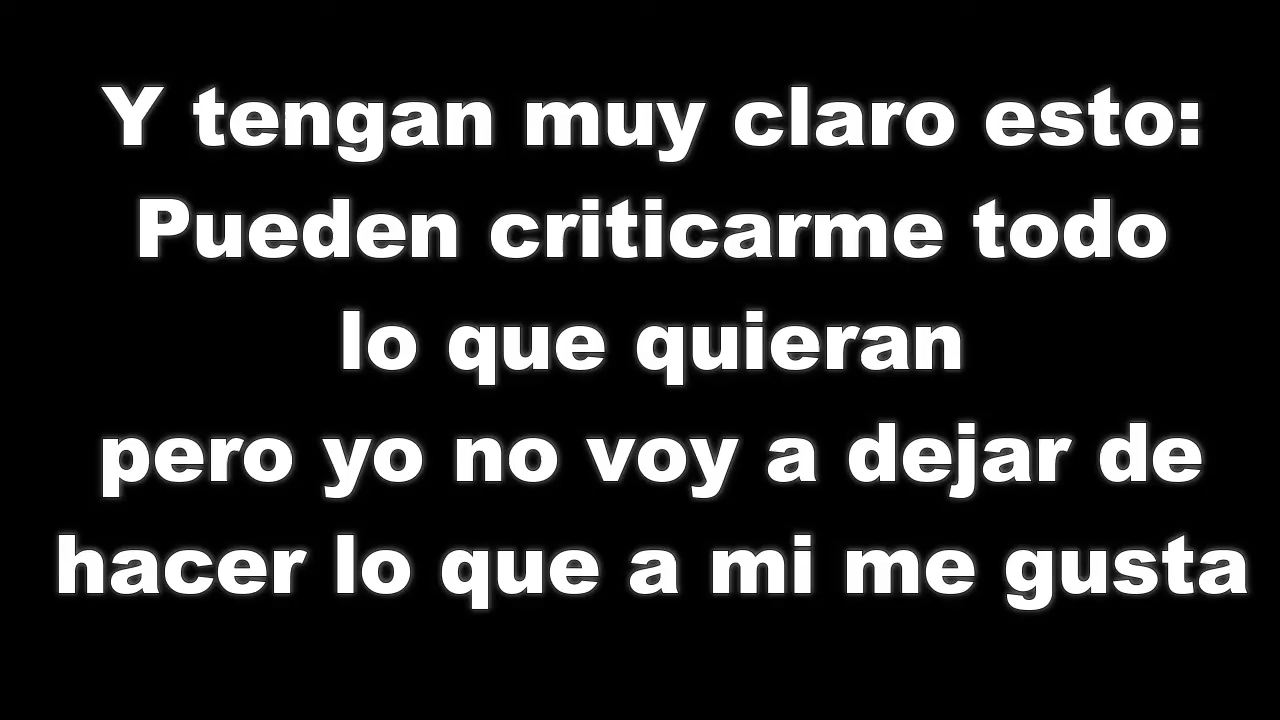 Y tengan muy claro esto:
Pueden criticarme todo
lo que quieran
pero yo no voy a dejar de
hacer lo que a mi me gusta